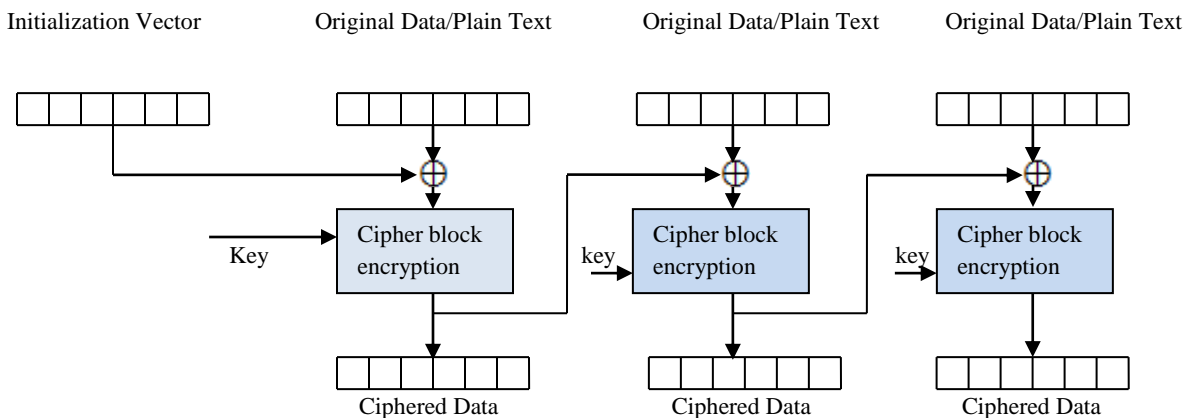 Initialization Vector
Original Data/Plain Text
Original Data/Plain Text
Original Data/Plain Text
Key
Cipher block
encryption
key
Cipher block
encryption
key
Cipher block
encryption
Ciphered Data
Ciphered Data
Ciphered Data